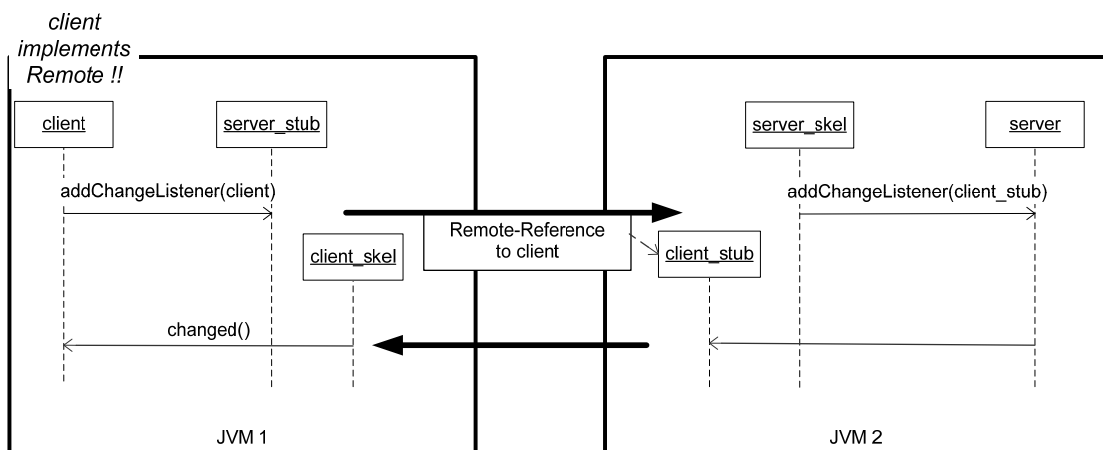 client
implements
Remote !!
client
server_stub
server_skel
server
addChangeListener(client)
addChangeListener(client_stub)
Remote-Reference
to client
client_skel
client_stub
changed()
JVM 1
JVM 2